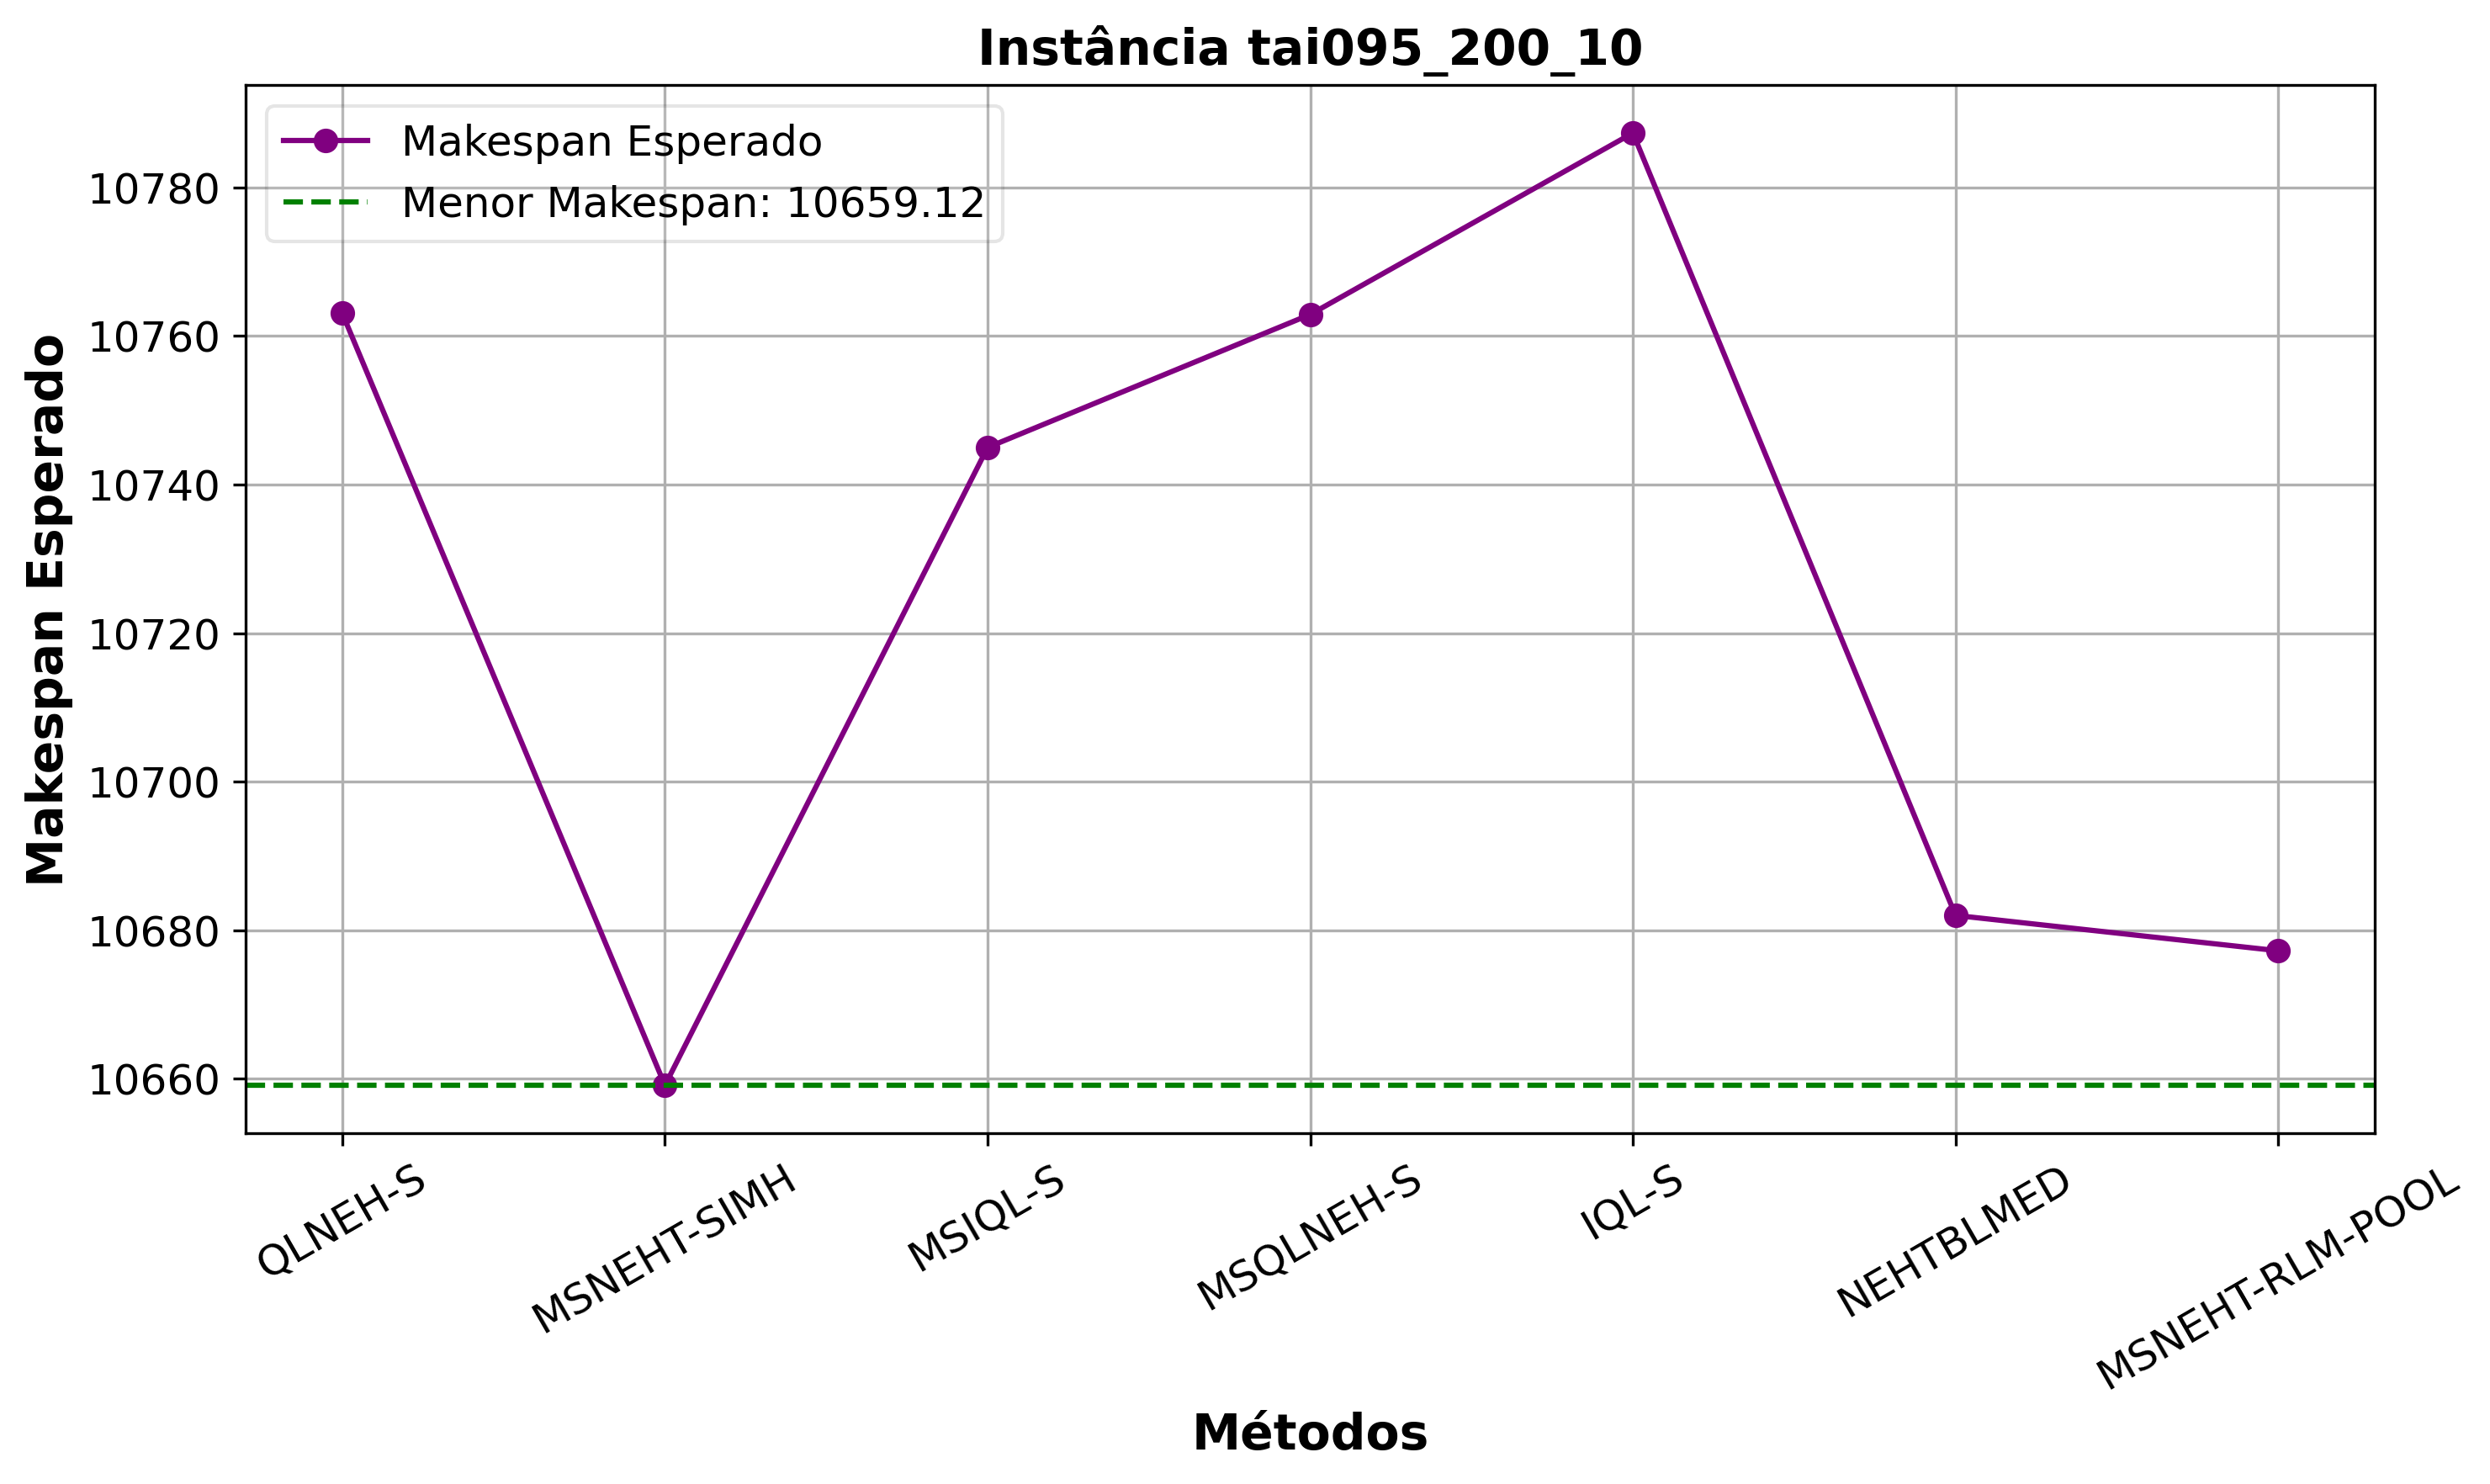 Instância tai095_200_10
Makespan Esperado
Menor Makespan: 10659.12
Makespan Esperado
10780
10760
10740
10720
10700
10680
10660
QLNEH-S
MSNEHT-SIMH
MSIQL-S
MSQLNEH-S
IQL-S
NEHTBLMED
MSNEHT-RLM-POOL
Métodos